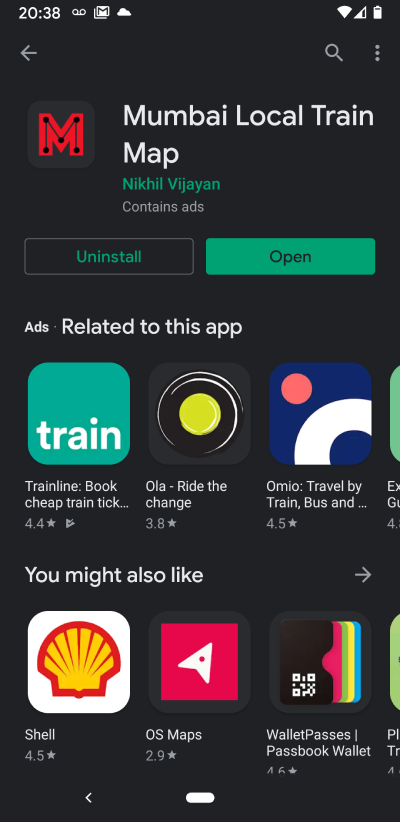 20:38
Mumbai Local Train
Map
Nikhil Vijayan
Contains ads
Uninstall
Open
Ads · Related to this app
train
Trainline: Book
cheap train tick...
4.4★
Ola - Ride the
change
3.8★
Omio: Travel by
Train, Bus and ...
4.5★
Ex
Gu
4.
You might also like
Shell
4.5★
OS Maps
2.9★
WalletPasses |
Passbook Wallet
4.6★
Pl
Tr